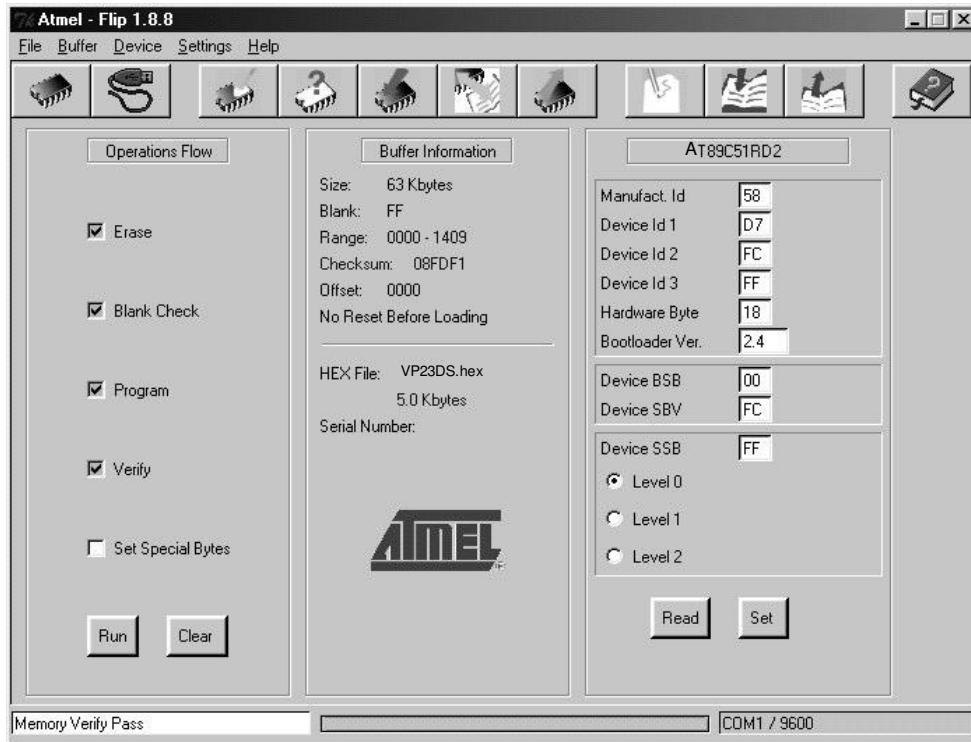 Atmel - Flip 1.8.8
File Buffer Device Settings Help
Operations Flow
Erase
Blank Check
Program
Verify
Set Special Bytes
Run Clear
Buffer Information
Size: 63 Kbytes
Blank: FF
Range: 0000 - 1409
Checksum: 08FDF1
Offset: 0000
No Reset Before Loading
HEX File: VP23DS.hex
5.0 Kbytes
Serial Number:
ATMEL
AT89C51RD2
Manufact. Id 58
Device Id 1 D7
Device Id 2 FC
Device Id 3 FF
Hardware Byte 18
Bootloader Ver. 2.4
Device BSB 00
Device SBV FC
Device SSB FF
Level 0
Level 1
Level 2
Read Set
Memory Verify Pass
COM1 / 9600